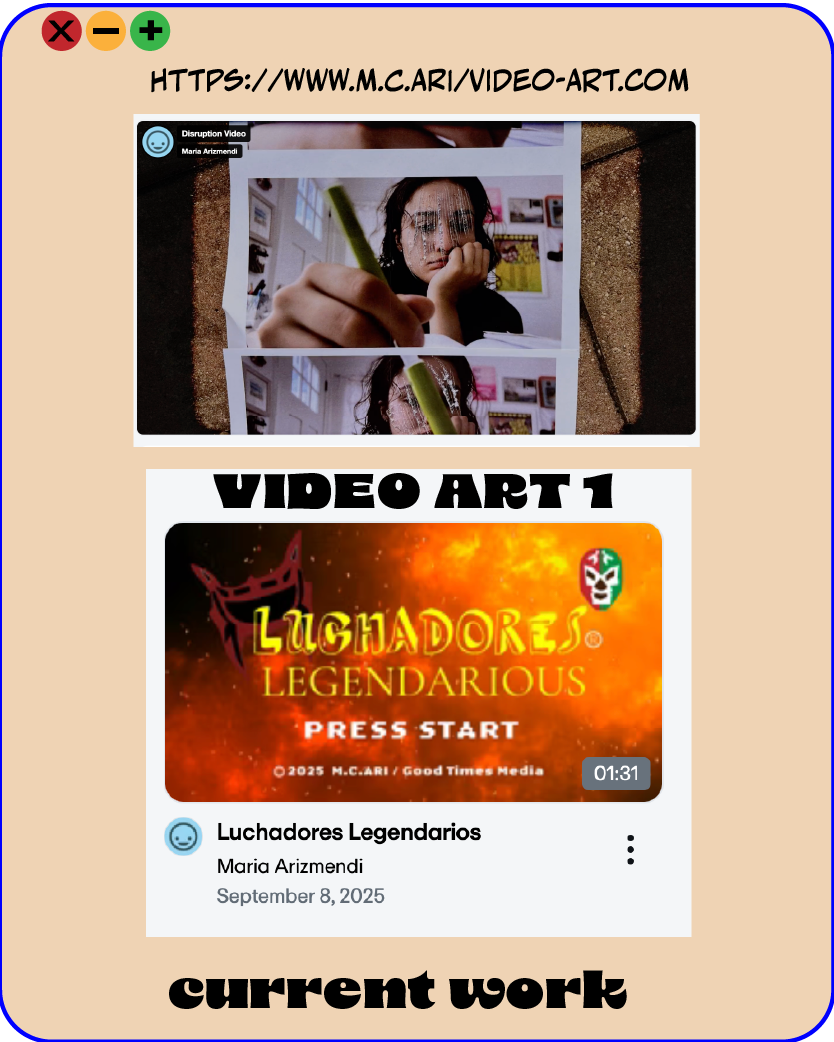 HTTPS://WWW.M.C.ARI/VIDEO-ART.COM
Disruption Video
Maria Arizmendi
VIDEO ART 1
LUCHADORES®
LEGENDARIOUS
PRESS START
©2025 M.C.ARI / Good Times Media
01:31
Luchadores Legendarios
Maria Arizmendi
September 8, 2025
current work